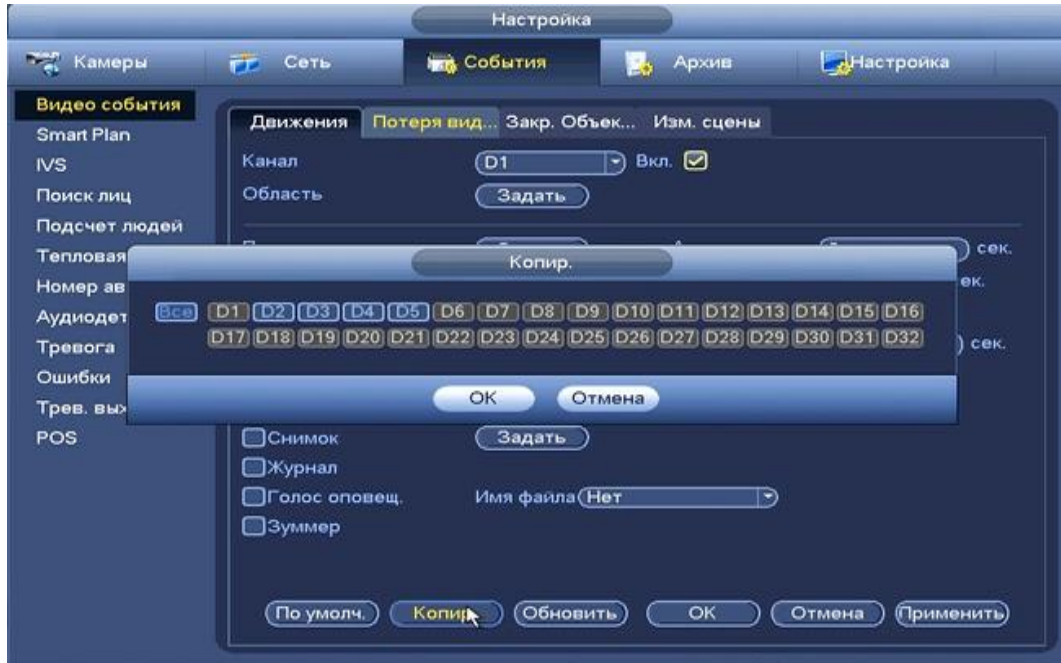 Настройка
Камеры Сеть События Архив Настройка
Видео события
Smart Plan
IVS
Поиск лиц
Подсчет людей
Тепловая
Номер ав
Аудиодет
Тревога
Ошибки
Трев. вых
POS
Движения Потеря вид... Закр. Объек... Изм. сцены
Канал D1 Вкл.
Область Задать
сек.
Копир.
ек.
Все D1 D2 D3 D4 D5 D6 D7 D8 D9 D10 D11 D12 D13 D14 D15 D16
D17 D18 D19 D20 D21 D22 D23 D24 D25 D26 D27 D28 D29 D30 D31 D32
сек.
OK Отмена
Снимок Задать
Журнал
Голос оповещ. Имя файла Нет
Зуммер
По умолч. Копир Обновить OK Отмена Применить